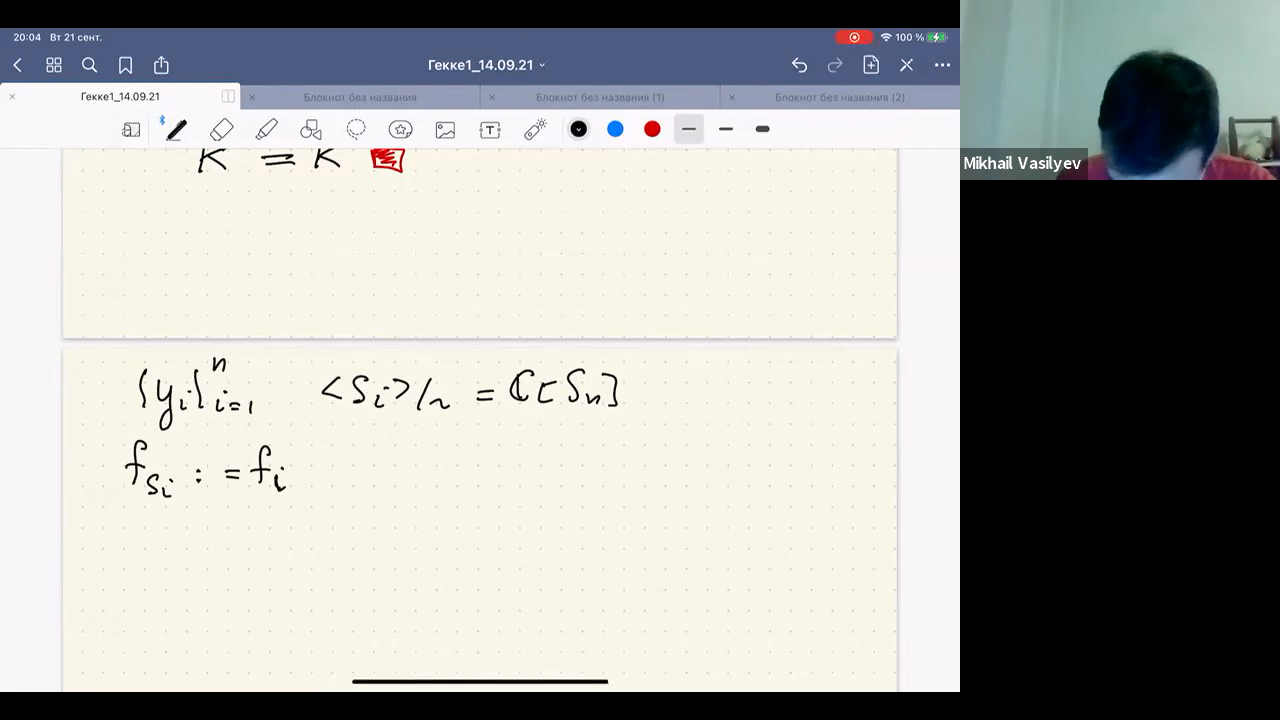 20:04 Вт 21 сент. 100 %
Гекке1_14.09.21
Гекке1_14.09.21 Блокнот без названия Блокнот без названия (1) Блокнот без названия (2)
T
K = K
{y_i}_{i=1}^n <S_i>/~ = ℂ[S_n]
f_{S_i} := f_i
Mikhail Vasilyev